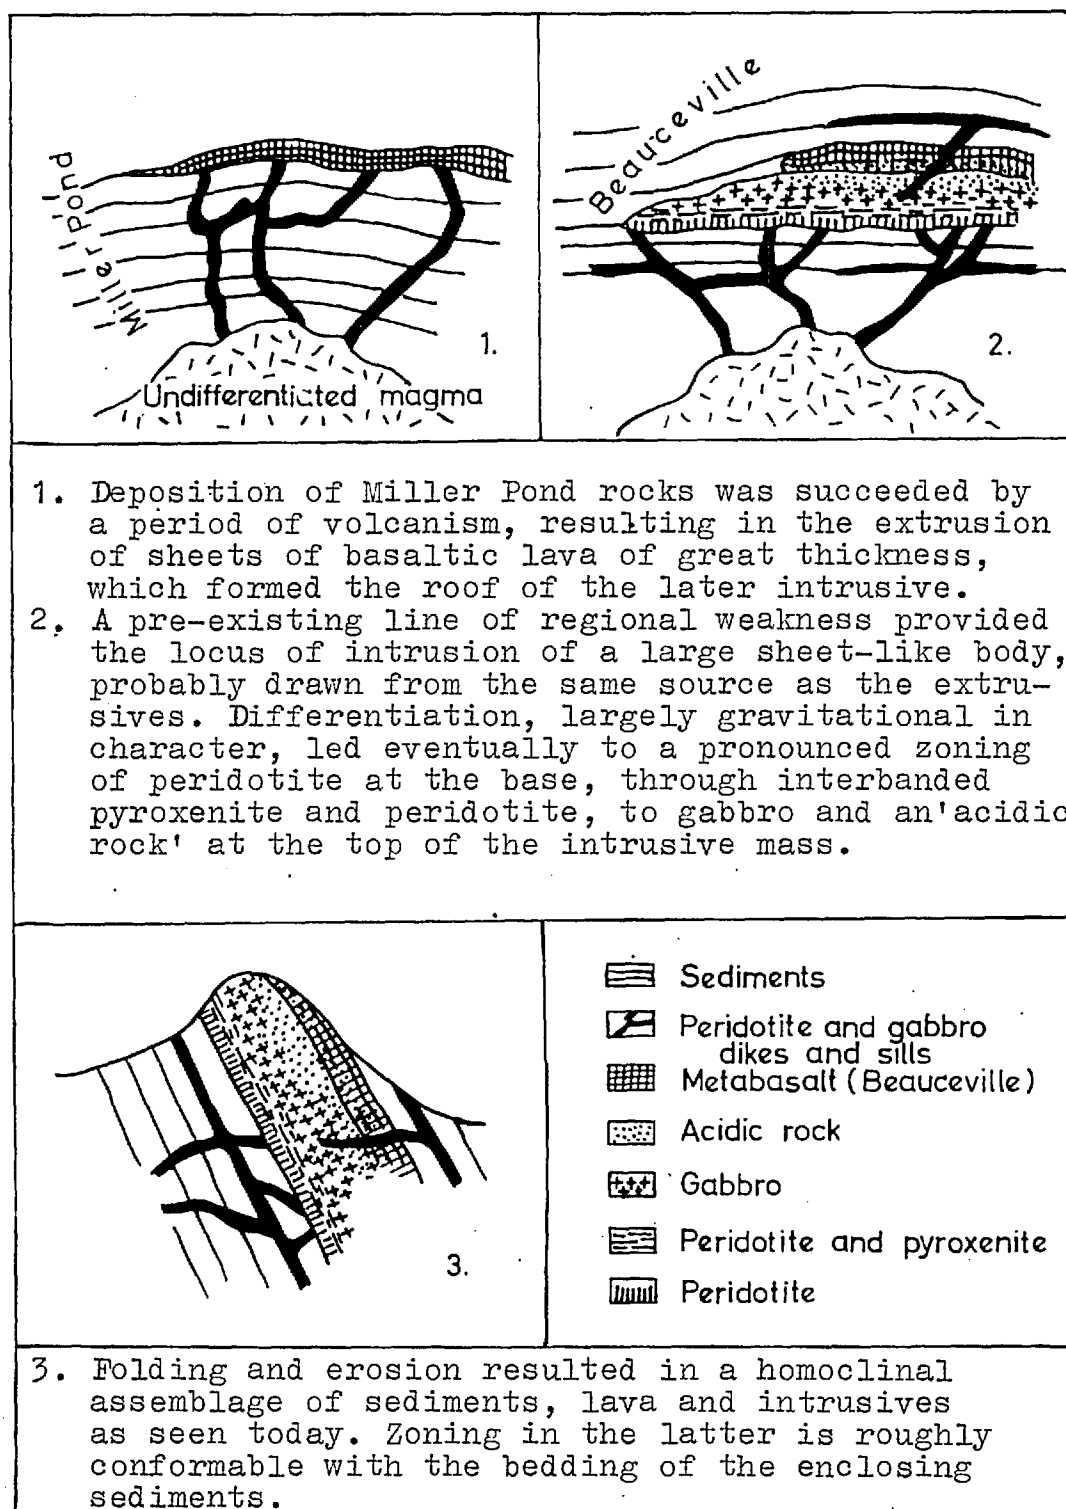 Miller Pond
Undifferentiated magma
1.
Beauceville
2.
1. Deposition of Miller Pond rocks was succeeded by
a period of volcanism, resulting in the extrusion
of sheets of basaltic lava of great thickness,
which formed the roof of the later intrusive.
2. A pre-existing line of regional weakness provided
the locus of intrusion of a large sheet-like body,
probably drawn from the same source as the extru-
sives. Differentiation, largely gravitational in
character, led eventually to a pronounced zoning
of peridotite at the base, through interbanded
pyroxenite and peridotite, to gabbro and an'acidic
rock' at the top of the intrusive mass.
3.
Sediments
Peridotite and gabbro
dikes and sills
Metabasalt (Beauceville)
Acidic rock
Gabbro
Peridotite and pyroxenite
Peridotite
3. Folding and erosion resulted in a homoclinal
assemblage of sediments, lava and intrusives
as seen today. Zoning in the latter is roughly
conformable with the bedding of the enclosing
sediments.